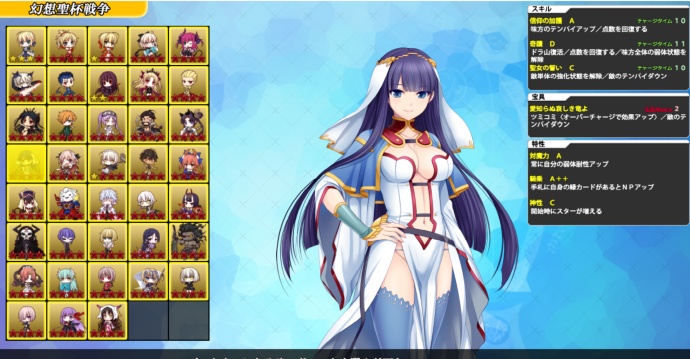 幻想聖杯戦争
スキル
信仰の加護 A チャージタイム 10
味方のテンパイアップ／点数を回復する
奇蹟 D チャージタイム 11
ドラ山復活／点数を回復する／味方全体の弱体状態を
解除
聖女の誓い C チャージタイム 10
敵単体の強化状態を解除／敵のテンパイダウン
宝具
愛知らぬ哀しき竜よ 2
ツミコミ〈オーバーチャージで効果アップ〉／敵のテ
ンパイダウン
特性
対魔力 A
常に自分の弱体耐性アップ
騎乗 A++
手札に自身の縁カードがあるとNPアップ
神性 C
開始時にスターが増える